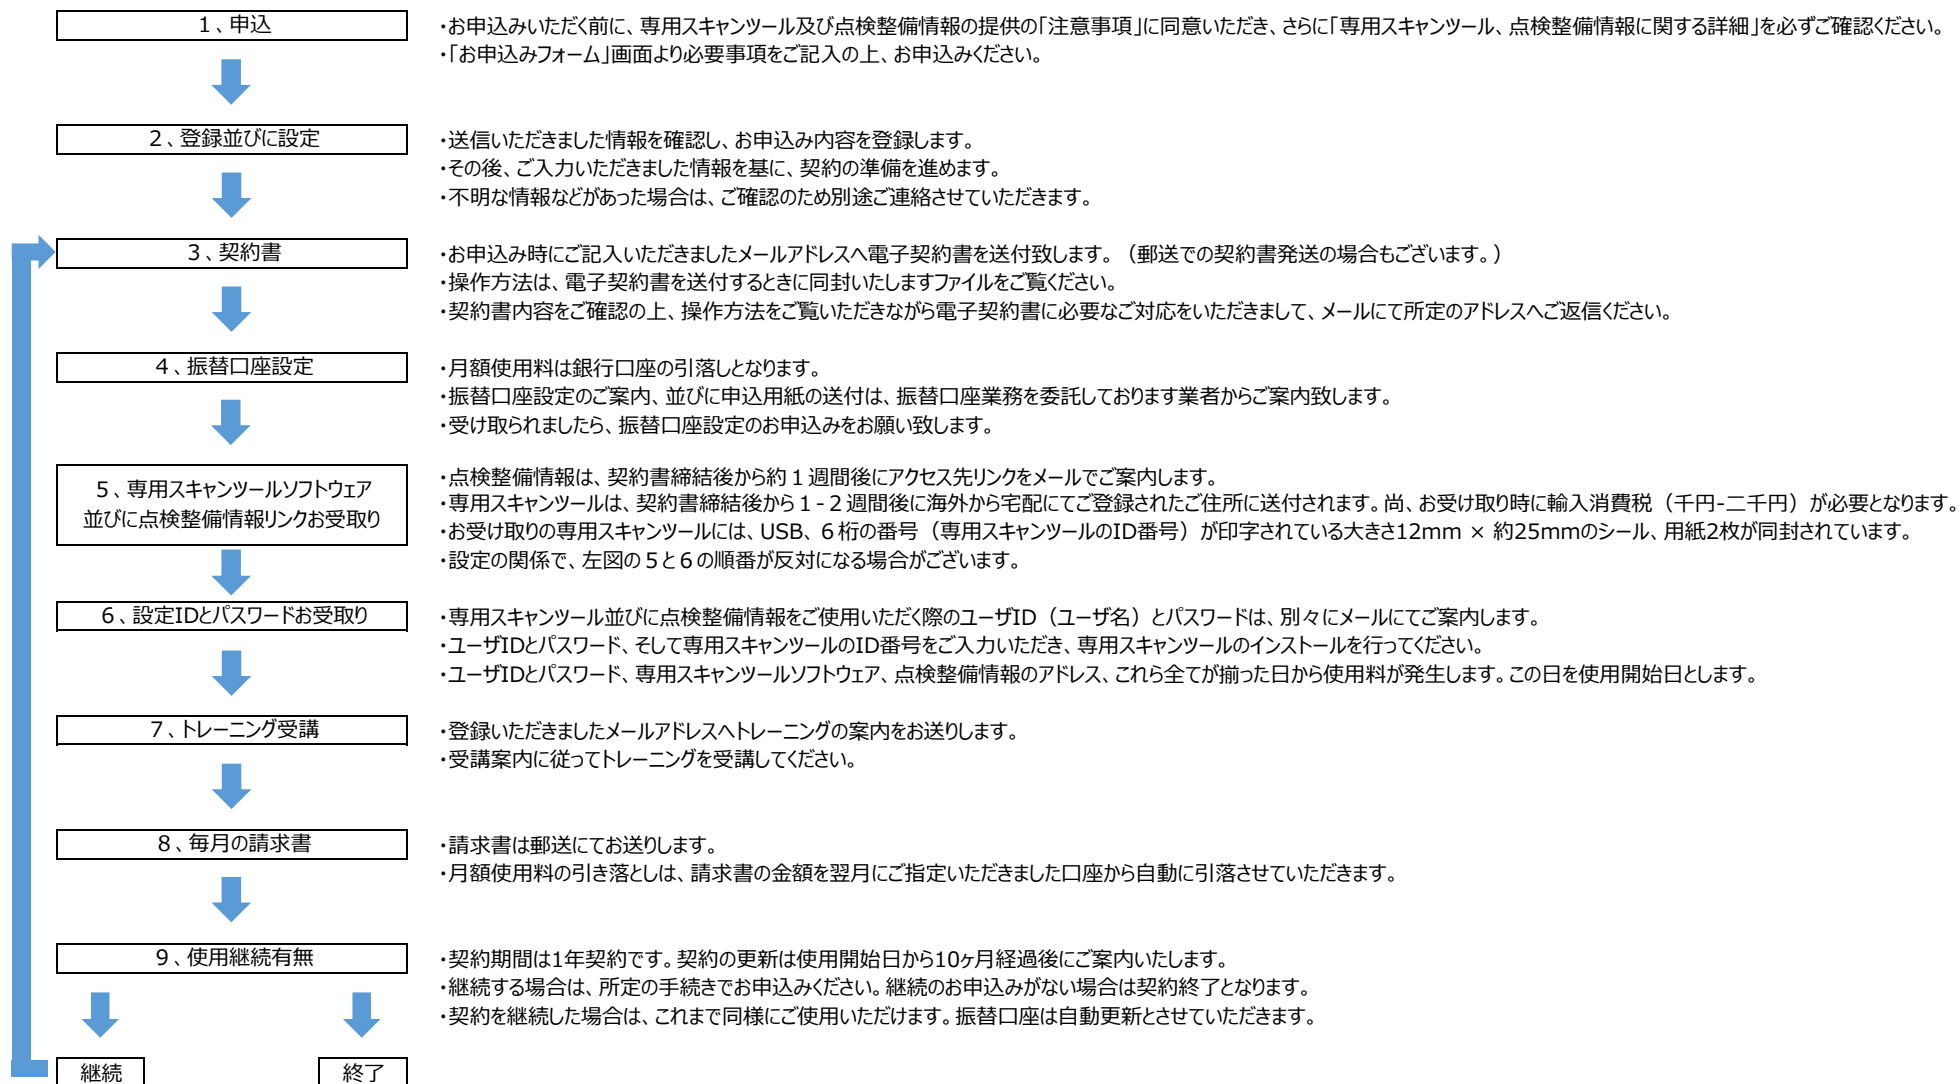 1、申込
・お申込みいただく前に、専用スキャンツール及び点検整備情報の提供の「注意事項」に同意いただき、さらに「専用スキャンツール、点検整備情報に関する詳細」を必ずご確認ください。
・「お申込みフォーム」画面より必要事項をご記入の上、お申込みください。
2、登録並びに設定
・送信いただきました情報を確認し、お申込み内容を登録します。
・その後、ご入力いただきました情報を基に、契約の準備を進めます。
・不明な情報などがあった場合は、ご確認のため別途ご連絡させていただきます。
3、契約書
・お申込み時にご記入いただきましたメールアドレスへ電子契約書を送付致します。（郵送での契約書発送の場合もございます。）
・操作方法は、電子契約書を送付するときに同封いたしますファイルをご覧ください。
・契約書内容をご確認の上、操作方法をご覧いただきながら電子契約書に必要なご対応をいただきまして、メールにて所定のアドレスへご返信ください。
4、振替口座設定
・月額使用料は銀行口座の引落しとなります。
・振替口座設定のご案内、並びに申込用紙の送付は、振替口座業務を委託しております業者からご案内致します。
・受け取られましたら、振替口座設定のお申込みをお願い致します。
5、専用スキャンツールソフトウェア
並びに点検整備情報リンクお受取り
・点検整備情報は、契約書締結後から約1週間後にアクセス先リンクをメールでご案内します。
・専用スキャンツールは、契約書締結後から1-2週間後に海外から宅配にてご登録されたご住所に送付されます。尚、お受け取り時に輸入消費税（千円-二千円）が必要となります。
・お受け取りの専用スキャンツールには、USB、6桁の番号（専用スキャンツールのID番号）が印字されている大きさ12mm × 約25mmのシール、用紙2枚が同封されています。
・設定の関係で、左図の5と6の順番が反対になる場合がございます。
6、設定IDとパスワードお受取り
・専用スキャンツール並びに点検整備情報をご使用いただく際のユーザID（ユーザ名）とパスワードは、別々にメールにてご案内します。
・ユーザIDとパスワード、そして専用スキャンツールのID番号をご入力いただき、専用スキャンツールのインストールを行ってください。
・ユーザIDとパスワード、専用スキャンツールソフトウェア、点検整備情報のアドレス、これら全てが揃った日から使用料が発生します。この日を使用開始日とします。
7、トレーニング受講
・登録いただきましたメールアドレスへトレーニングの案内をお送りします。
・受講案内に従ってトレーニングを受講してください。
8、毎月の請求書
・請求書は郵送にてお送りします。
・月額使用料の引き落としは、請求書の金額を翌月にご指定いただきました口座から自動に引落させていただきます。
9、使用継続有無
・契約期間は1年契約です。契約の更新は使用開始日から10ヶ月経過後にご案内いたします。
・継続する場合は、所定の手続きでお申込みください。継続のお申込みがない場合は契約終了となります。
・契約を継続した場合は、これまで同様にご使用いただけます。振替口座は自動更新とさせていただきます。
継続
終了